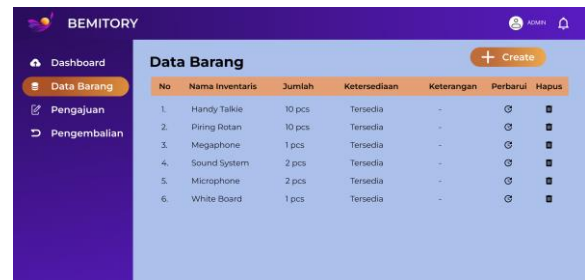 BEMITORY
ADMIN
Dashboard
Data Barang
Pengajuan
Pengembalian
Data Barang
Create
No Nama Inventaris Jumlah Ketersediaan Keterangan Perbarui Hapus
1. Handy Talkie 10 pcs Tersedia -
2. Piring Rotan 10 pcs Tersedia -
3. Megaphone 1 pcs Tersedia -
4. Sound System 2 pcs Tersedia -
5. Microphone 2 pcs Tersedia -
6. White Board 1 pcs Tersedia -